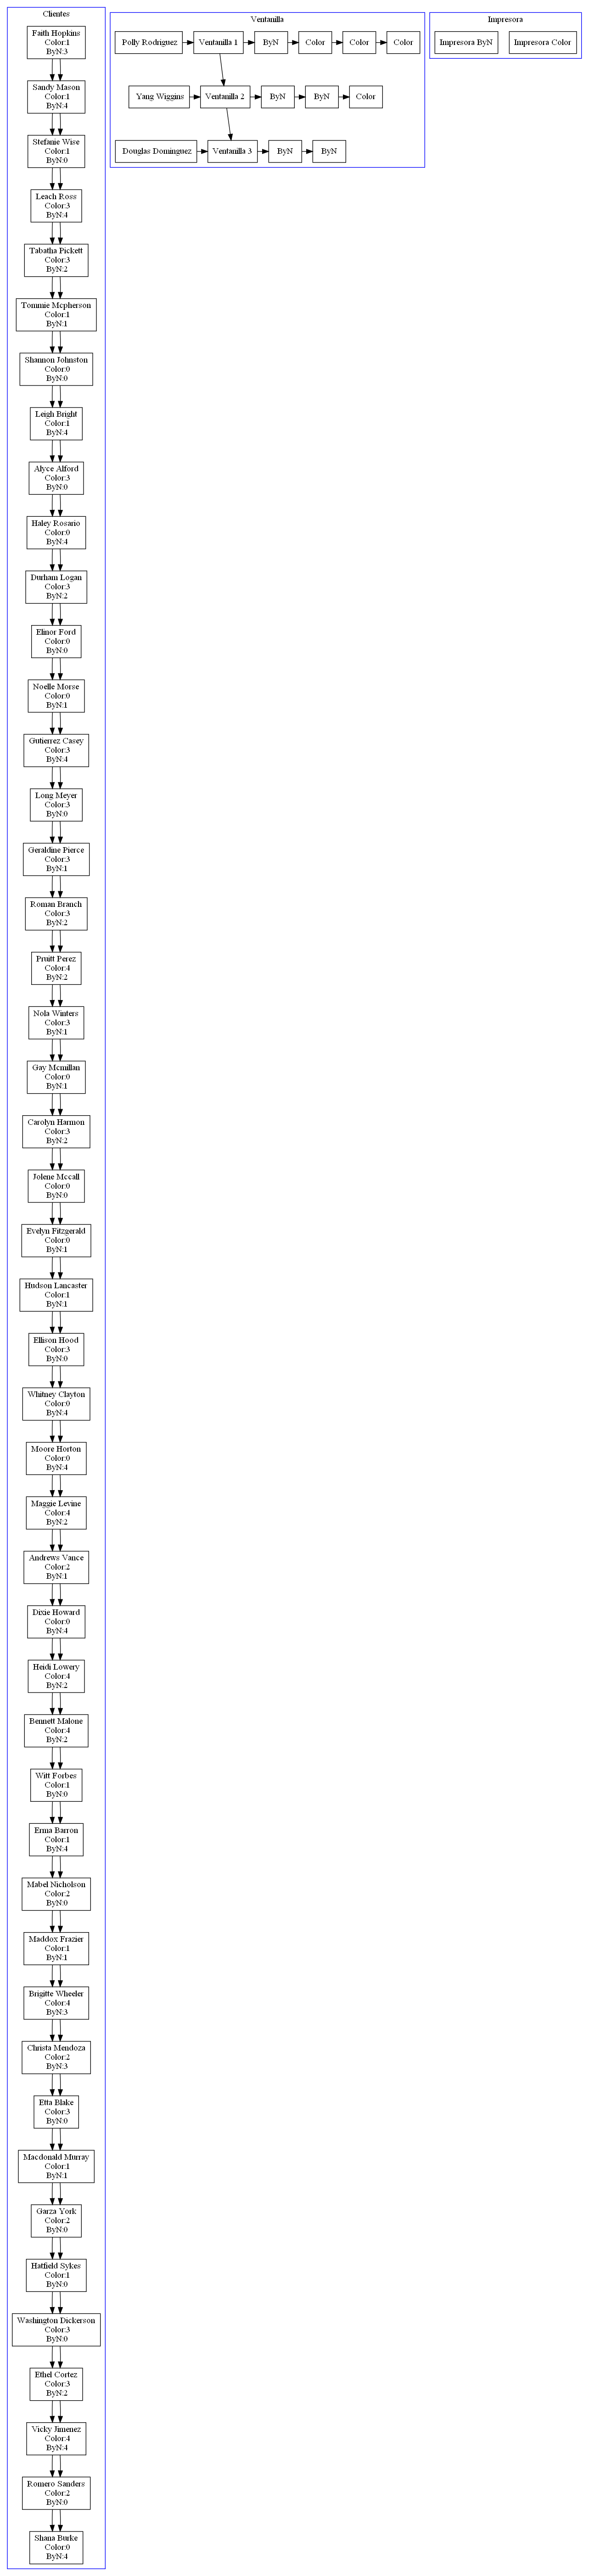 Clientes
Faith Hopkins
Color:1
ByN:3
Sandy Mason
Color:1
ByN:4
Stefanie Wise
Color:1
ByN:0
Leach Ross
Color:3
ByN:4
Tabatha Pickett
Color:3
ByN:2
Tommie Mcpherson
Color:1
ByN:1
Shannon Johnston
Color:0
ByN:0
Leigh Bright
Color:1
ByN:4
Alyce Alford
Color:3
ByN:0
Haley Rosario
Color:0
ByN:4
Durham Logan
Color:3
ByN:2
Elinor Ford
Color:0
ByN:0
Noelle Morse
Color:0
ByN:1
Gutierrez Casey
Color:3
ByN:4
Long Meyer
Color:3
ByN:0
Geraldine Pierce
Color:3
ByN:1
Roman Branch
Color:3
ByN:2
Pruitt Perez
Color:4
ByN:2
Nola Winters
Color:3
ByN:1
Gay Mcmillan
Color:0
ByN:1
Carolyn Harmon
Color:3
ByN:2
Jolene Mccall
Color:0
ByN:0
Evelyn Fitzgerald
Color:0
ByN:1
Hudson Lancaster
Color:1
ByN:1
Ellison Hood
Color:3
ByN:0
Whitney Clayton
Color:0
ByN:4
Moore Horton
Color:0
ByN:4
Maggie Levine
Color:4
ByN:2
Andrews Vance
Color:2
ByN:1
Dixie Howard
Color:0
ByN:4
Heidi Lowery
Color:4
ByN:2
Bennett Malone
Color:4
ByN:2
Witt Forbes
Color:1
ByN:0
Erma Barron
Color:1
ByN:4
Mabel Nicholson
Color:2
ByN:0
Maddox Frazier
Color:1
ByN:1
Brigitte Wheeler
Color:4
ByN:3
Christa Mendoza
Color:2
ByN:3
Etta Blake
Color:3
ByN:0
Macdonald Murray
Color:1
ByN:1
Garza York
Color:2
ByN:0
Hatfield Sykes
Color:1
ByN:0
Washington Dickerson
Color:3
ByN:0
Ethel Cortez
Color:3
ByN:2
Vicky Jimenez
Color:4
ByN:4
Romero Sanders
Color:2
ByN:0
Shana Burke
Color:0
ByN:4
Ventanilla
Polly Rodriguez Ventanilla 1 ByN Color Color Color
Yang Wiggins Ventanilla 2 ByN ByN Color
Douglas Dominguez Ventanilla 3 ByN ByN
Impresora
Impresora ByN Impresora Color